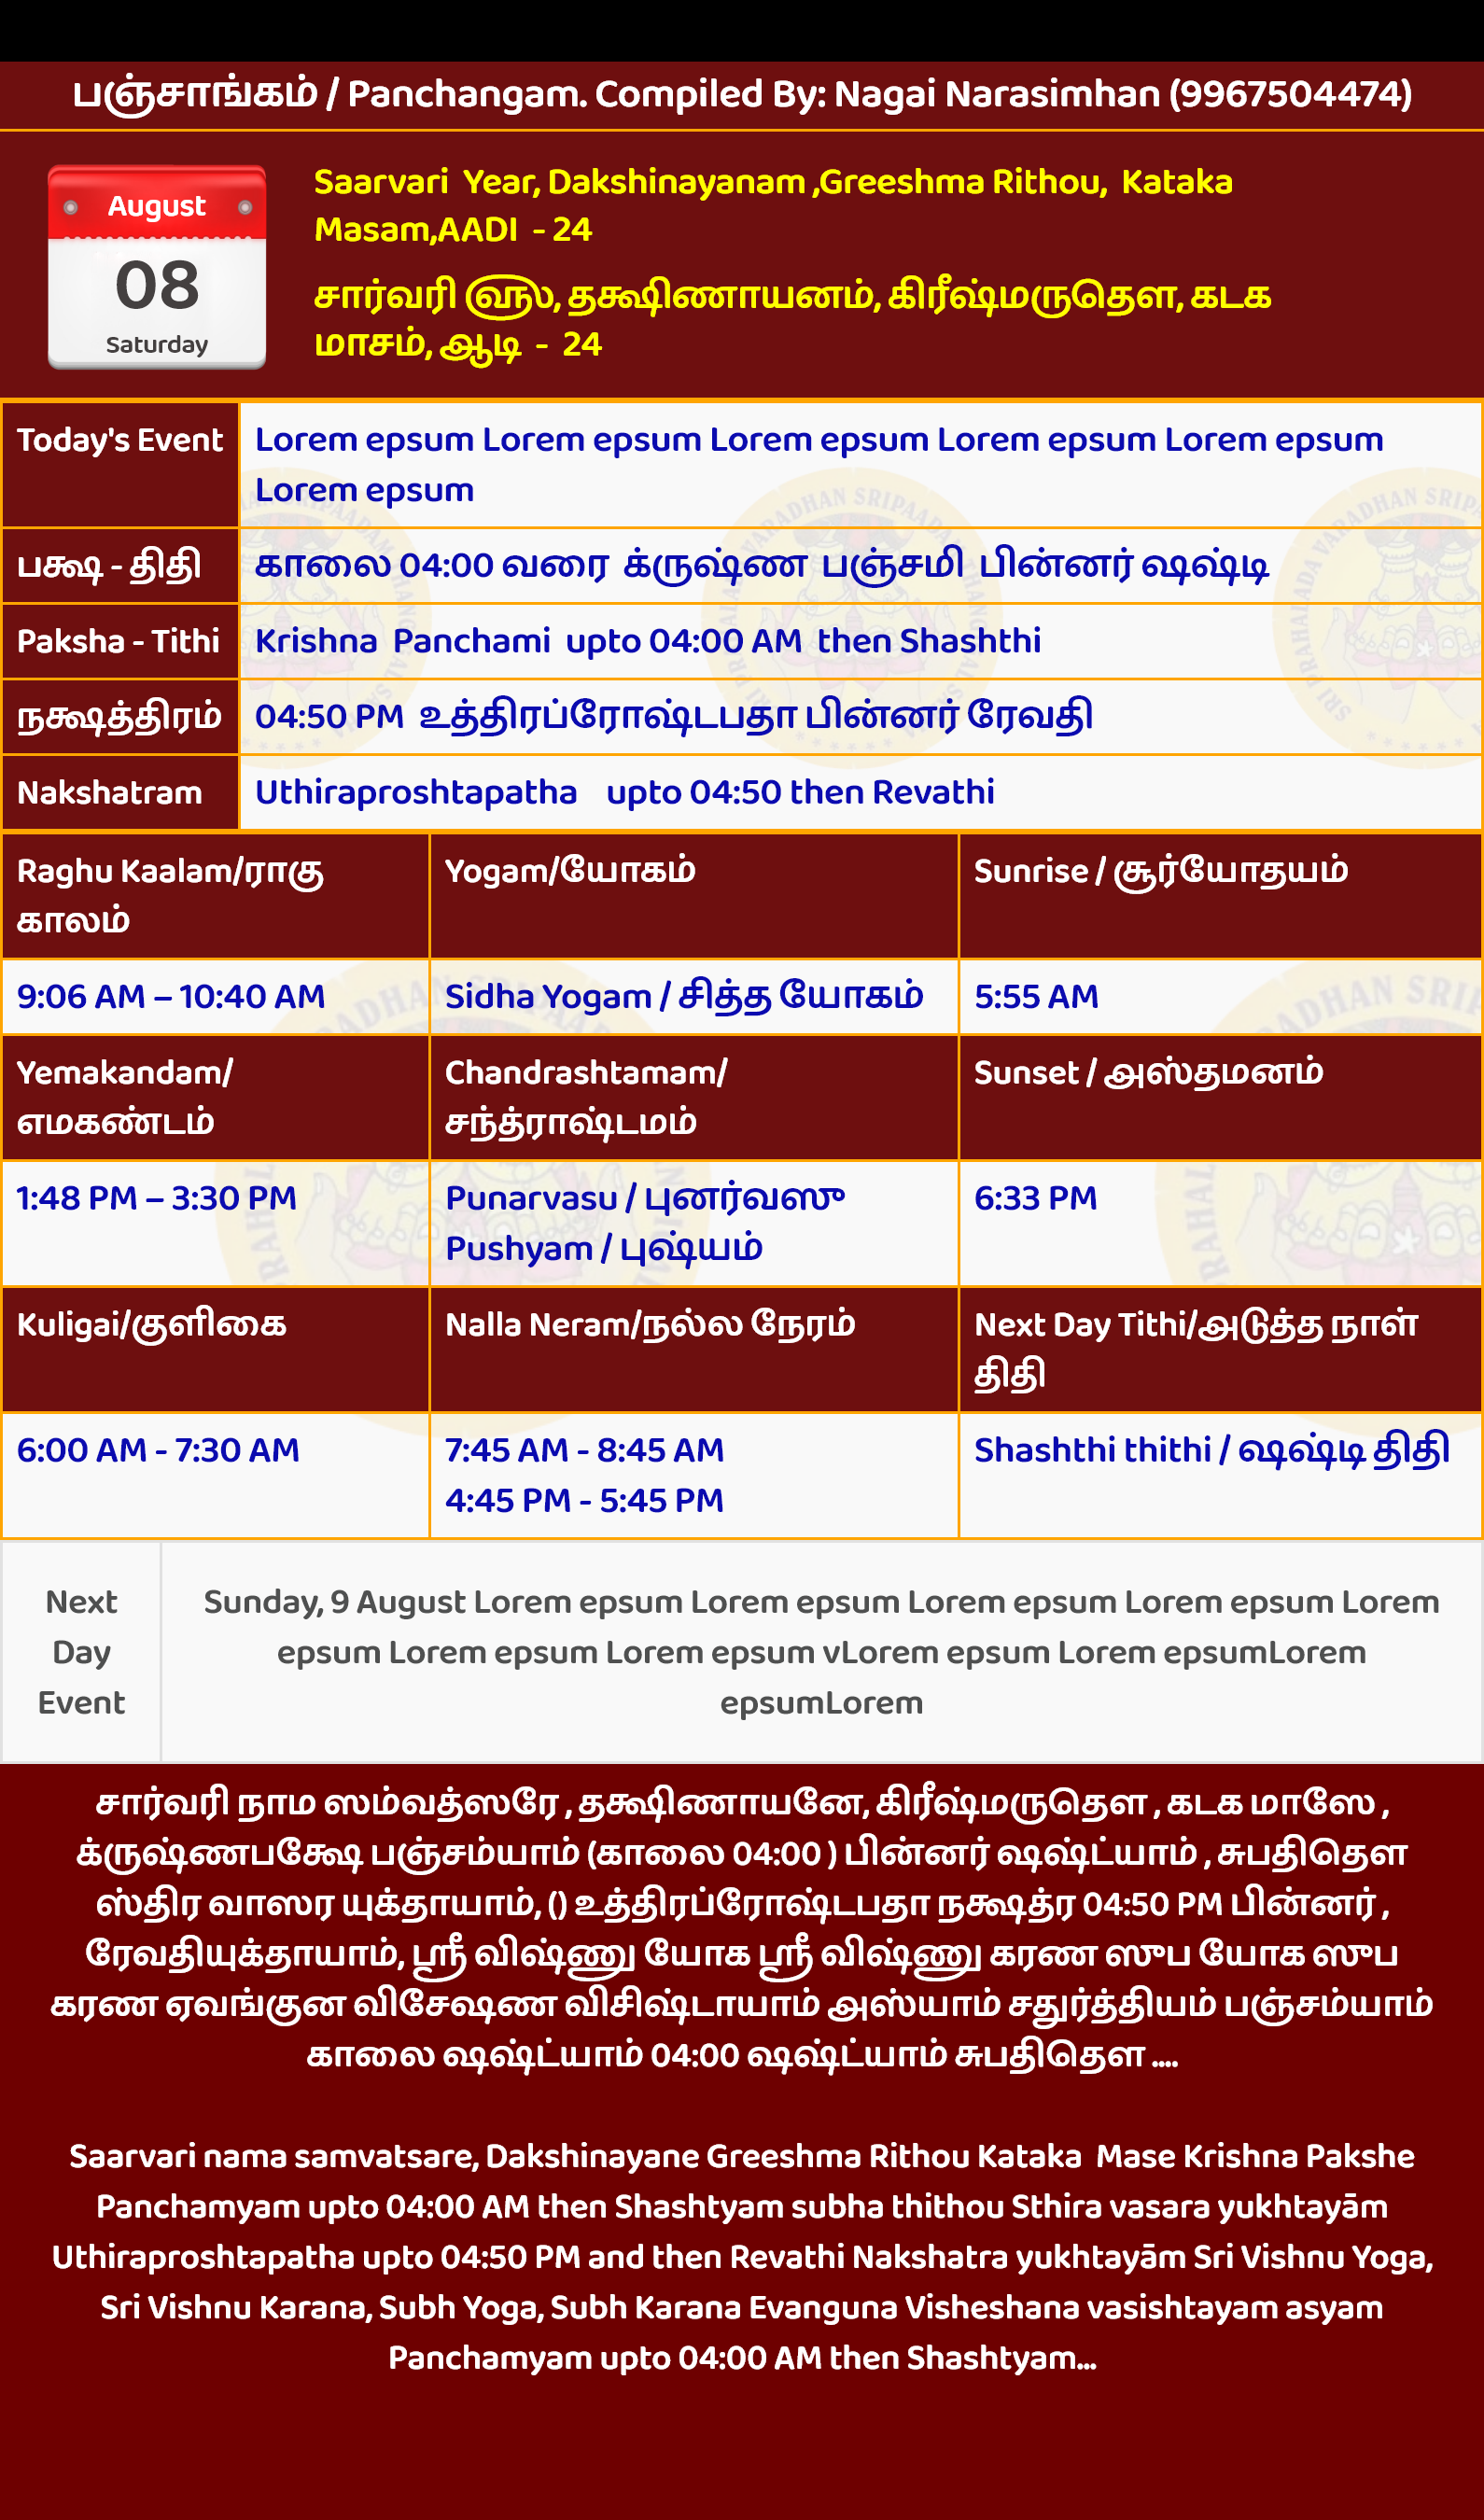 பஞ்சாங்கம் / Panchangam. Compiled By: Nagai Narasimhan (9967504474)
August
08
Saturday
Saarvari Year, Dakshinayanam ,Greeshma Rithou, Kataka
Masam,AADI - 24
சார்வரி ௵, தக்ஷிணாயனம், கிரீஷ்மருதௌ, கடக
மாசம், ஆடி - 24
Today's Event
Lorem epsum Lorem epsum Lorem epsum Lorem epsum Lorem epsum
Lorem epsum
பக்ஷ - திதி
காலை 04:00 வரை க்ருஷ்ண பஞ்சமி பின்னர் ஷஷ்டி
Paksha - Tithi
Krishna Panchami upto 04:00 AM then Shashthi
நக்ஷத்திரம்
04:50 PM உத்திரப்ரோஷ்டபதா பின்னர் ரேவதி
Nakshatram
Uthiraproshtapatha upto 04:50 then Revathi
Raghu Kaalam/ராகு
காலம்
Yogam/யோகம்
Sunrise / சூர்யோதயம்
9:06 AM – 10:40 AM
Sidha Yogam / சித்த யோகம்
5:55 AM
Yemakandam/
எமகண்டம்
Chandrashtamam/
சந்த்ராஷ்டமம்
Sunset / அஸ்தமனம்
1:48 PM – 3:30 PM
Punarvasu / புனர்வஸு
Pushyam / புஷ்யம்
6:33 PM
Kuligai/குளிகை
Nalla Neram/நல்ல நேரம்
Next Day Tithi/அடுத்த நாள்
திதி
6:00 AM - 7:30 AM
7:45 AM - 8:45 AM
4:45 PM - 5:45 PM
Shashthi thithi / ஷஷ்டி திதி
Next
Day
Event
Sunday, 9 August Lorem epsum Lorem epsum Lorem epsum Lorem epsum Lorem
epsum Lorem epsum Lorem epsum vLorem epsum Lorem epsumLorem
epsumLorem
சார்வரி நாம ஸம்வத்ஸரே , தக்ஷிணாயனே, கிரீஷ்மருதௌ , கடக மாஸே ,
க்ருஷ்ணபக்ஷே பஞ்சம்யாம் (காலை 04:00 ) பின்னர் ஷஷ்ட்யாம் , சுபதிதௌ
ஸ்திர வாஸர யுக்தாயாம், () உத்திரப்ரோஷ்டபதா நக்ஷத்ர 04:50 PM பின்னர் ,
ரேவதியுக்தாயாம், ஸ்ரீ விஷ்ணு யோக ஸ்ரீ விஷ்ணு கரண ஸுப யோக ஸுப
கரண ஏவங்குன விசேஷண விசிஷ்டாயாம் அஸ்யாம் சதுர்த்தியம் பஞ்சம்யாம்
காலை ஷஷ்ட்யாம் 04:00 ஷஷ்ட்யாம் சுபதிதௌ ....
Saarvari nama samvatsare, Dakshinayane Greeshma Rithou Kataka Mase Krishna Pakshe
Panchamyam upto 04:00 AM then Shashtyam subha thithou Sthira vasara yukhtayām
Uthiraproshtapatha upto 04:50 PM and then Revathi Nakshatra yukhtayām Sri Vishnu Yoga,
Sri Vishnu Karana, Subh Yoga, Subh Karana Evanguna Visheshana vasishtayam asyam
Panchamyam upto 04:00 AM then Shashtyam...